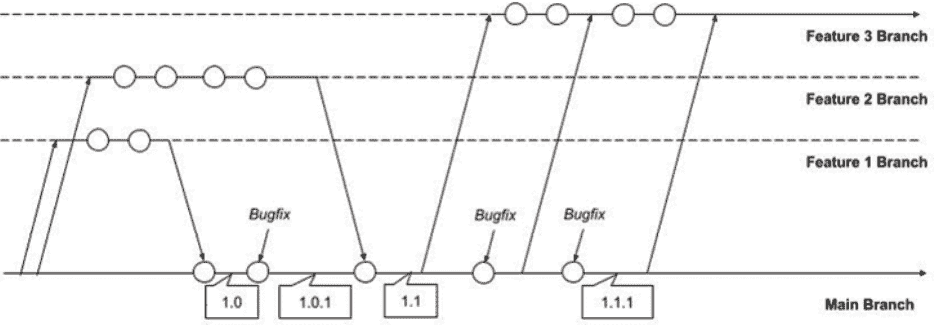 Feature 3 Branch
Feature 2 Branch
Feature 1 Branch
Bugfix
Bugfix
Bugfix
1.0
1.0.1
1.1
1.1.1
Main Branch